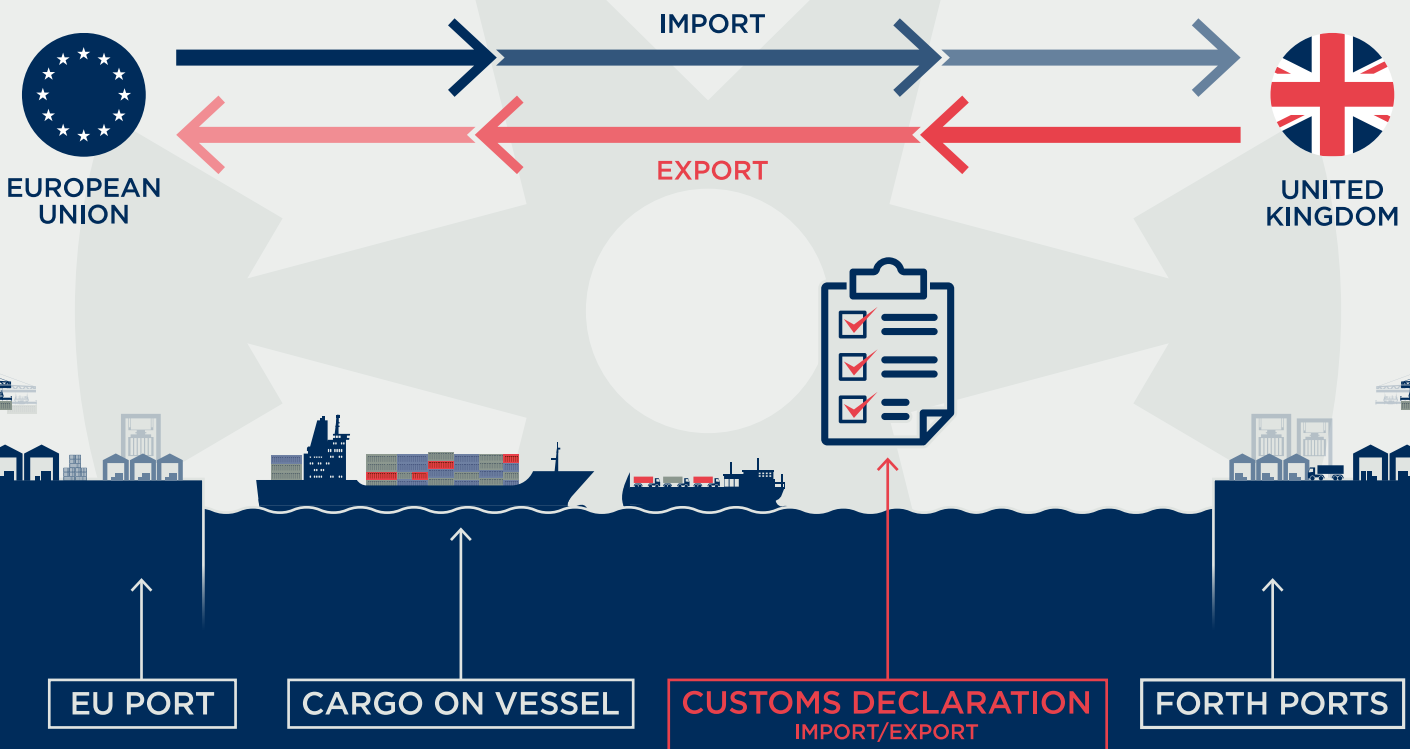 IMPORT
EXPORT
EUROPEAN
UNION
UNITED
KINGDOM
EU PORT
CARGO ON VESSEL
CUSTOMS DECLARATION
IMPORT/EXPORT
FORTH PORTS